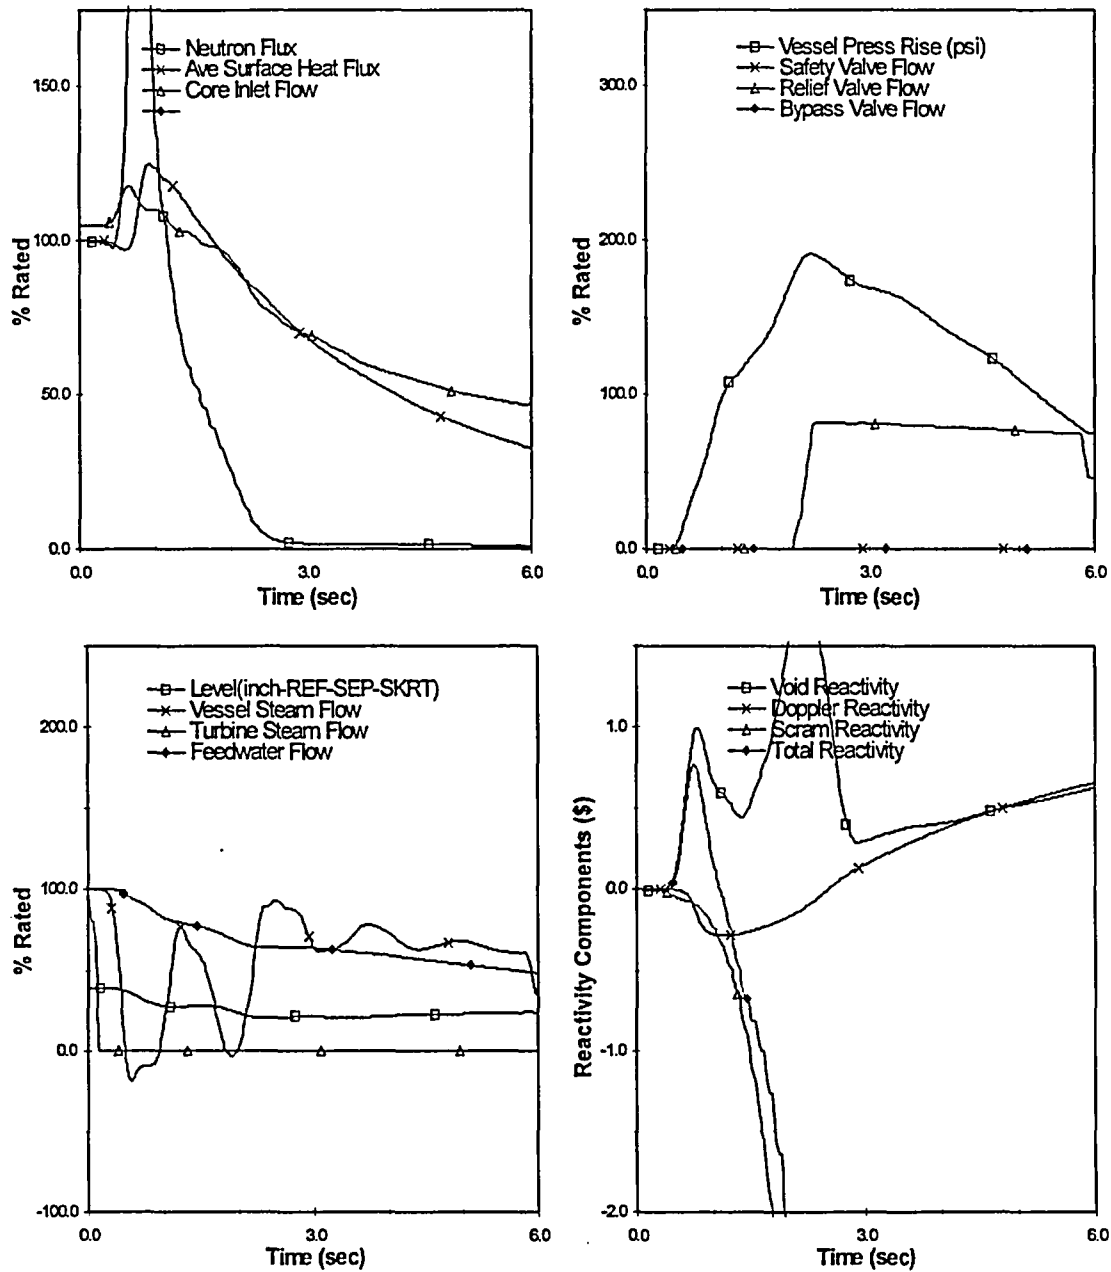 Neutron Flux
Ave Surface Heat Flux
Core Inlet Flow
150.0
100.0
50.0
0.0
% Rated
0.0
3.0
6.0
Time (sec)
Vessel Press Rise (psi)
Safety Valve Flow
Relief Valve Flow
Bypass Valve Flow
300.0
200.0
100.0
0.0
% Rated
0.0
3.0
6.0
Time (sec)
Level(inch-REF-SEP-SKRT)
Vessel Steam Flow
Turbine Steam Flow
Feedwater Flow
200.0
100.0
0.0
-100.0
% Rated
0.0
3.0
6.0
Time (sec)
Void Reactivity
Doppler Reactivity
Scram Reactivity
Total Reactivity
1.0
0.0
-1.0
-2.0
Reactivity Components ($)
0.0
3.0
6.0
Time (sec)